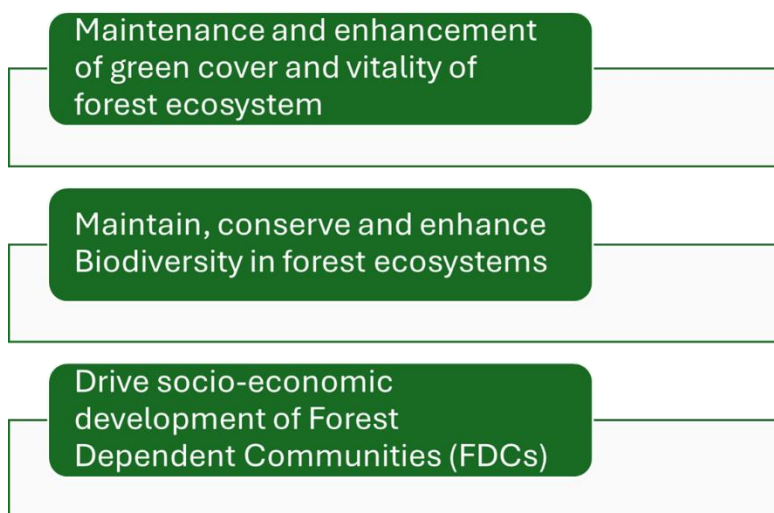 Maintenance and enhancement
of green cover and vitality of
forest ecosystem
Maintain, conserve and enhance
Biodiversity in forest ecosystems
Drive socio-economic
development of Forest
Dependent Communities (FDCs)